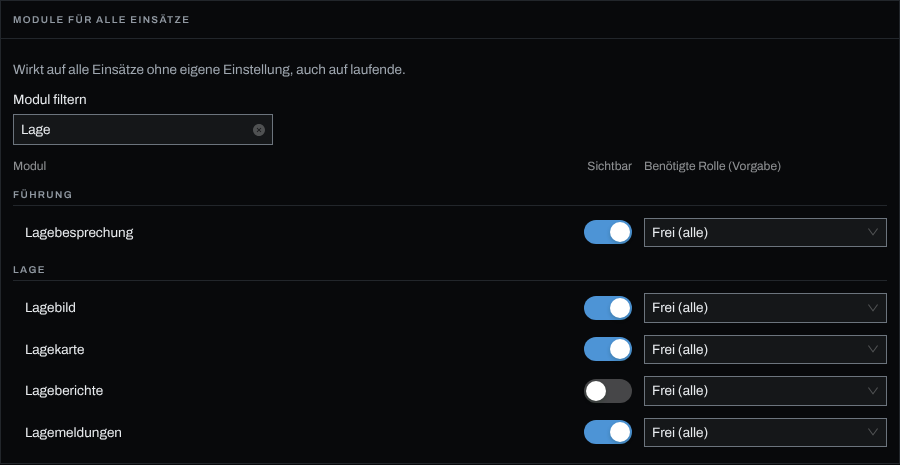 MODULE FÜR ALLE EINSÄTZE
Wirkt auf alle Einsätze ohne eigene Einstellung, auch auf laufende.
Modul filtern
Lage
Modul Sichtbar Benötigte Rolle (Vorgabe)
FÜHRUNG
Lagebesprechung Frei (alle)
LAGE
Lagebild Frei (alle)
Lagekarte Frei (alle)
Lageberichte Frei (alle)
Lagemeldungen Frei (alle)